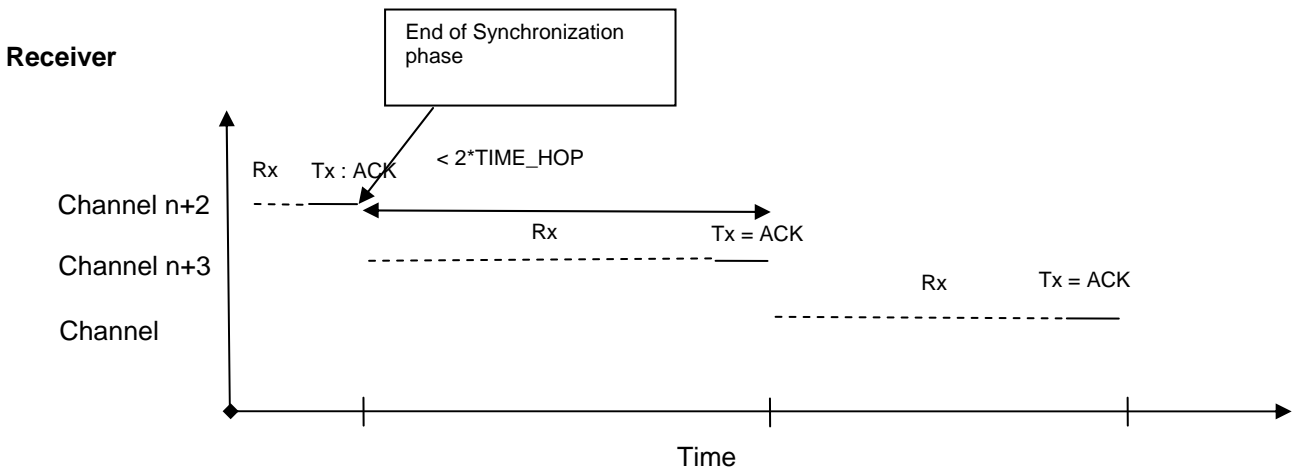 End of Synchronization
phase
Receiver
< 2*TIME_HOP
Rx
Tx : ACK
Channel n+2
Rx
Tx = ACK
Channel n+3
Rx
Tx = ACK
Channel
Time